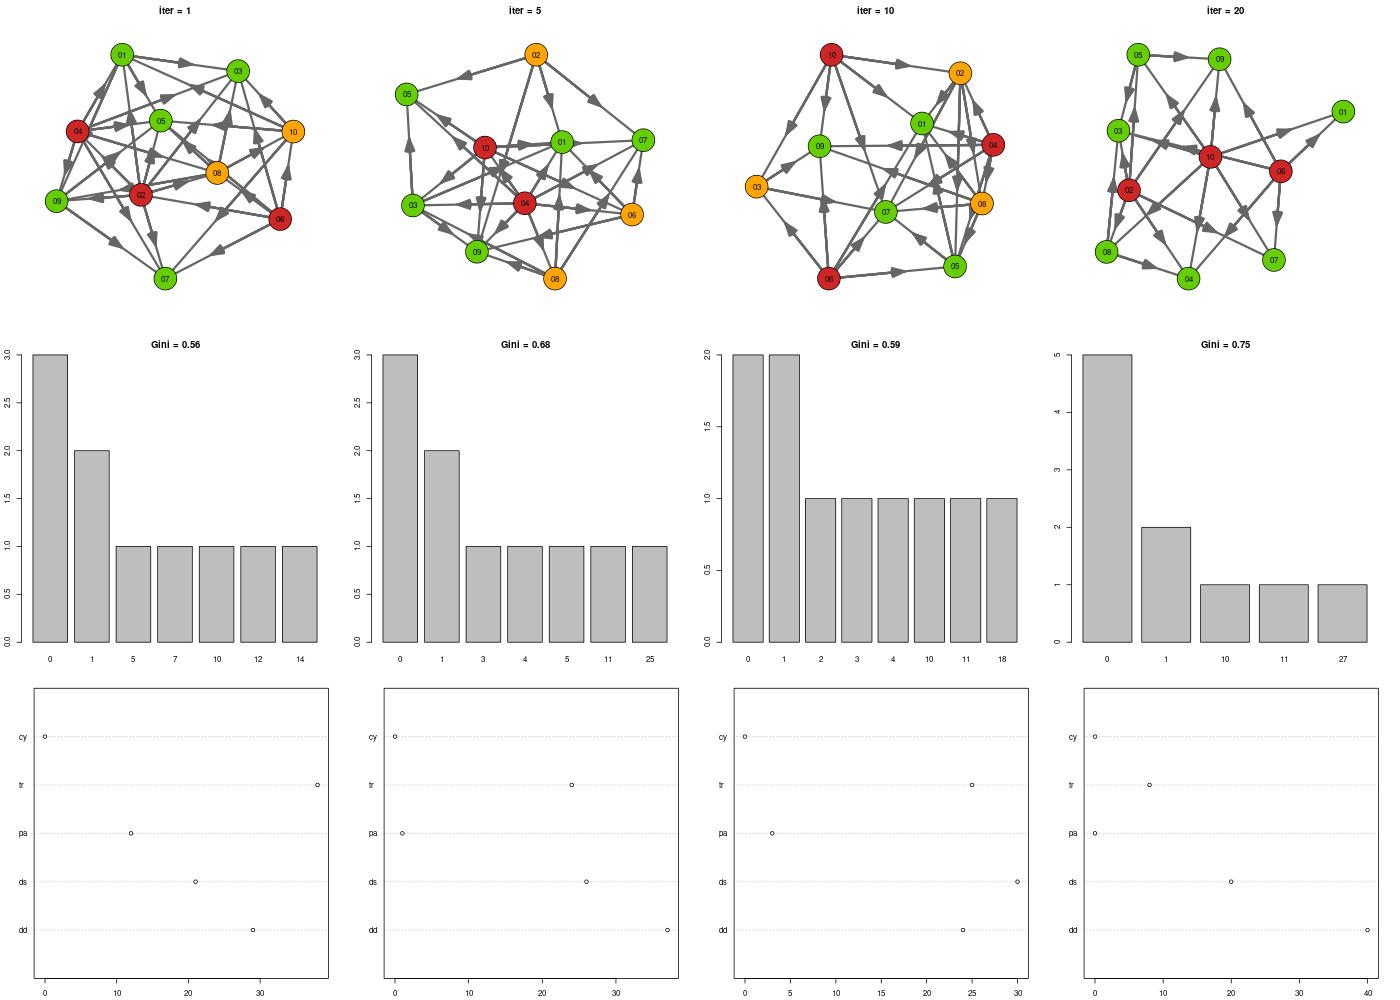 iter = 1
iter = 5
iter = 10
iter = 20
01
03
04
05
10
08
02
09
06
07
02
05
07
01
10
04
03
06
09
08
10
02
01
04
09
03
08
07
05
06
05
09
01
03
10
06
02
08
07
04
Gini = 0.56
Gini = 0.68
Gini = 0.59
Gini = 0.75
0.0 0.5 1.0 1.5 2.0 2.5 3.0
0 1 5 7 10 12 14
0.0 0.5 1.0 1.5 2.0 2.5 3.0
0 1 3 4 5 11 25
0.0 0.5 1.0 1.5 2.0
0 1 2 3 4 10 11 18
0 1 2 3 4 5
0 1 10 11 27
cy
tr
pa
ds
dd
0 10 20 30
cy
tr
pa
ds
dd
0 10 20 30
cy
tr
pa
ds
dd
0 5 10 15 20 25 30
cy
tr
pa
ds
dd
0 10 20 30 40